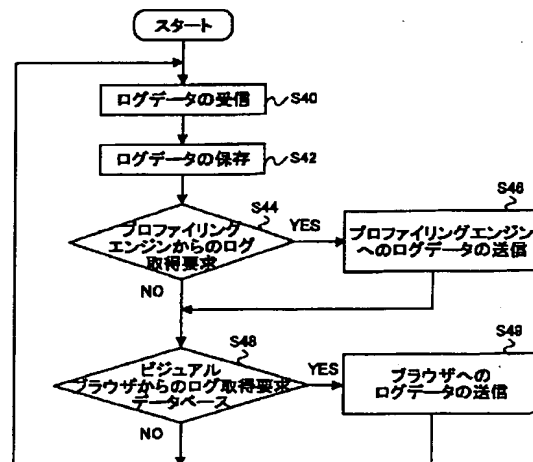 スタート
ログデータの受信
S40
ログデータの保存
S42
S44
プロファイリング
エンジンからのログ
取得要求
YES
NO
S46
プロファイリングエンジン
へのログデータの送信
S48
ビジュアル
ブラウザからのログ取得要求
データベース
YES
NO
S49
ブラウザへの
ログデータの送信